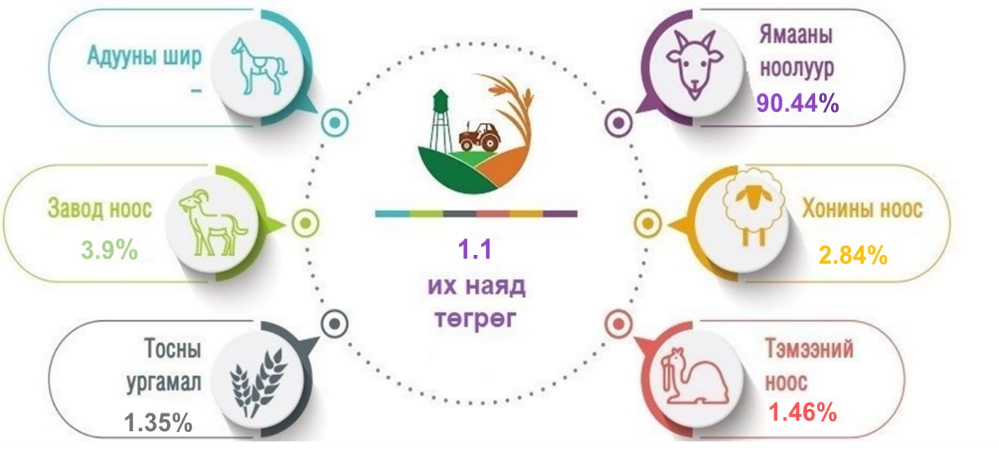 Адууны шир
–
Завод ноос
3.9%
Тосны
ургамал
1.35%
1.1
их наяд
төгрөг
Ямааны
ноолуур
90.44%
Хонины ноос
2.84%
Тэмээний
ноос
1.46%